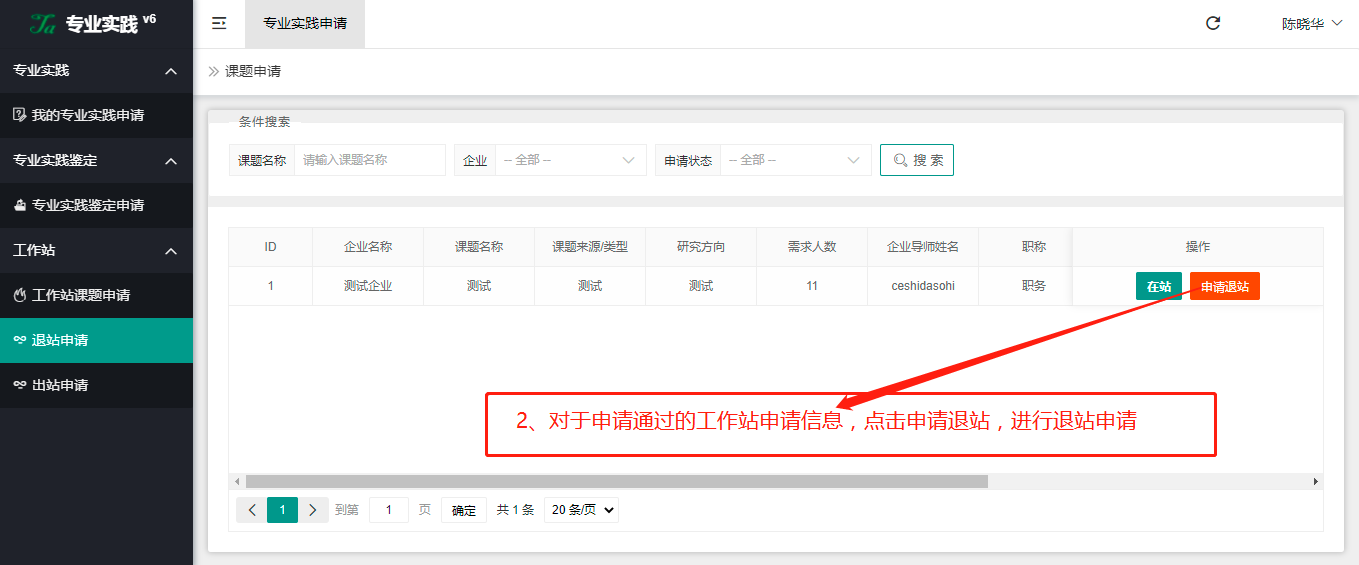 Ta 专业实践 v6
专业实践申请
陈晓华
专业实践
课题申请
我的专业实践申请
专业实践鉴定
专业实践鉴定申请
工作站
工作站课题申请
退站申请
出站申请
条件搜索
课题名称 请输入课题名称 企业 -- 全部 -- 申请状态 -- 全部 -- 搜 索
ID 企业名称 课题名称 课题来源/类型 研究方向 需求人数 企业导师姓名 职称 操作
1 测试企业 测试 测试 测试 11 ceshidasohi 职务 在站 申请退站
2、对于申请通过的工作站申请信息，点击申请退站，进行退站申请
1 到第 1 页 确定 共 1 条 20 条/页